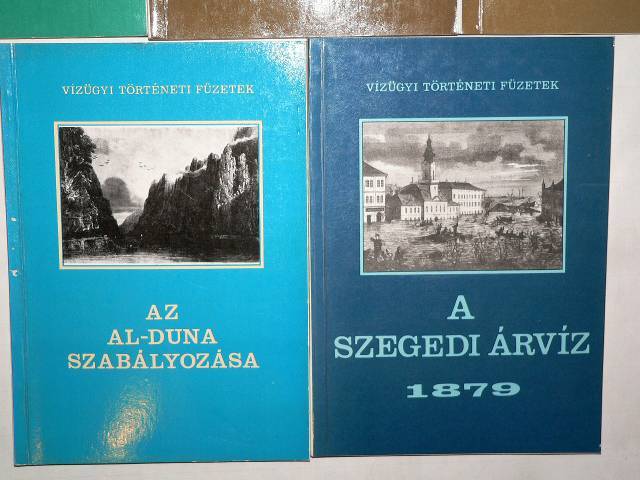 VÍZÜGYI TÖRTÉNETI FÜZETEK
AZ
AL-DUNA
SZABÁLYOZÁSA
VÍZÜGYI TÖRTÉNETI FÜZETEK
A
SZEGEDI ÁRVÍZ
1879